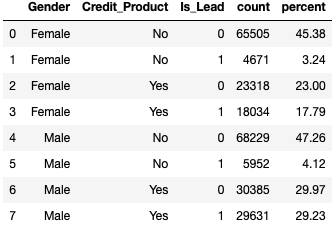 Gender Credit_Product Is_Lead count percent
0 Female No 0 65505 45.38
1 Female No 1 4671 3.24
2 Female Yes 0 23318 23.00
3 Female Yes 1 18034 17.79
4 Male No 0 68229 47.26
5 Male No 1 5952 4.12
6 Male Yes 0 30385 29.97
7 Male Yes 1 29631 29.23